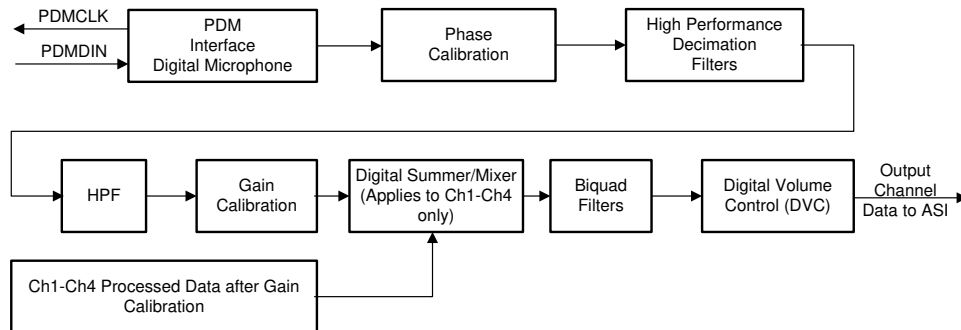 PDMCLK
PDMDIN
PDM
Interface
Digital Microphone
Phase
Calibration
High Performance
Decimation
Filters
HPF
Gain
Calibration
Digital Summer/Mixer
(Applies to Ch1-Ch4
only)
Biquad
Filters
Digital Volume
Control (DVC)
Output
Channel
Data to ASI
Ch1-Ch4 Processed Data after Gain
Calibration